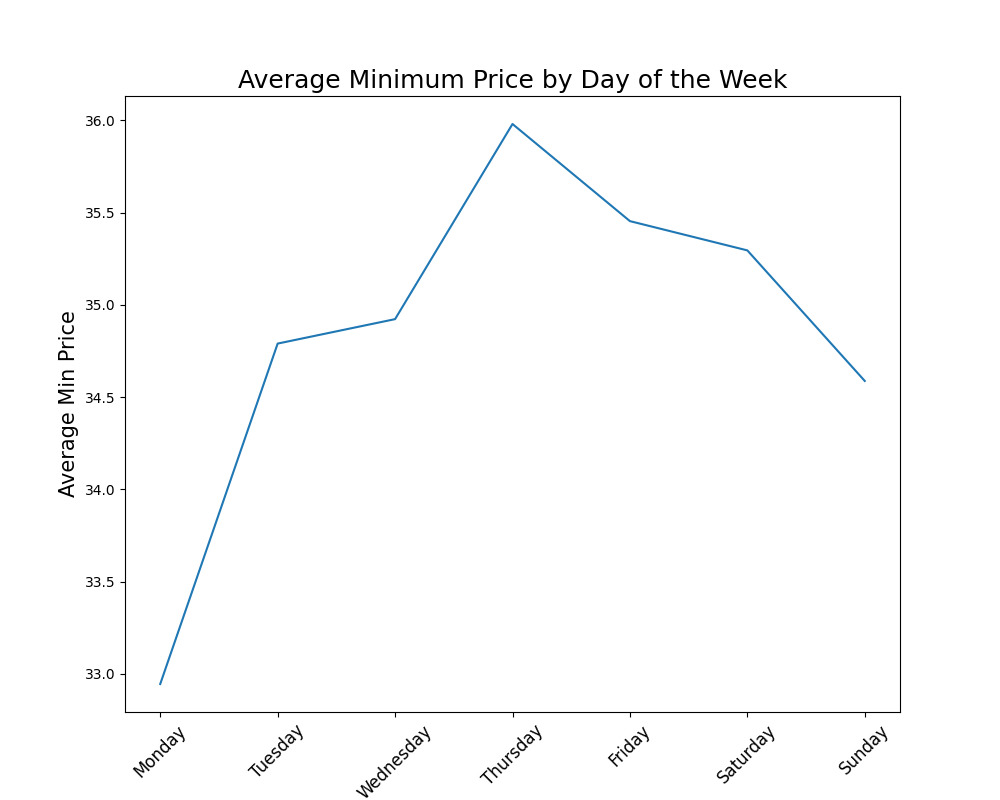 Average Minimum Price by Day of the Week
Average Min Price
36.0
35.5
35.0
34.5
34.0
33.5
33.0
Monday
Tuesday
Wednesday
Thursday
Friday
Saturday
Sunday